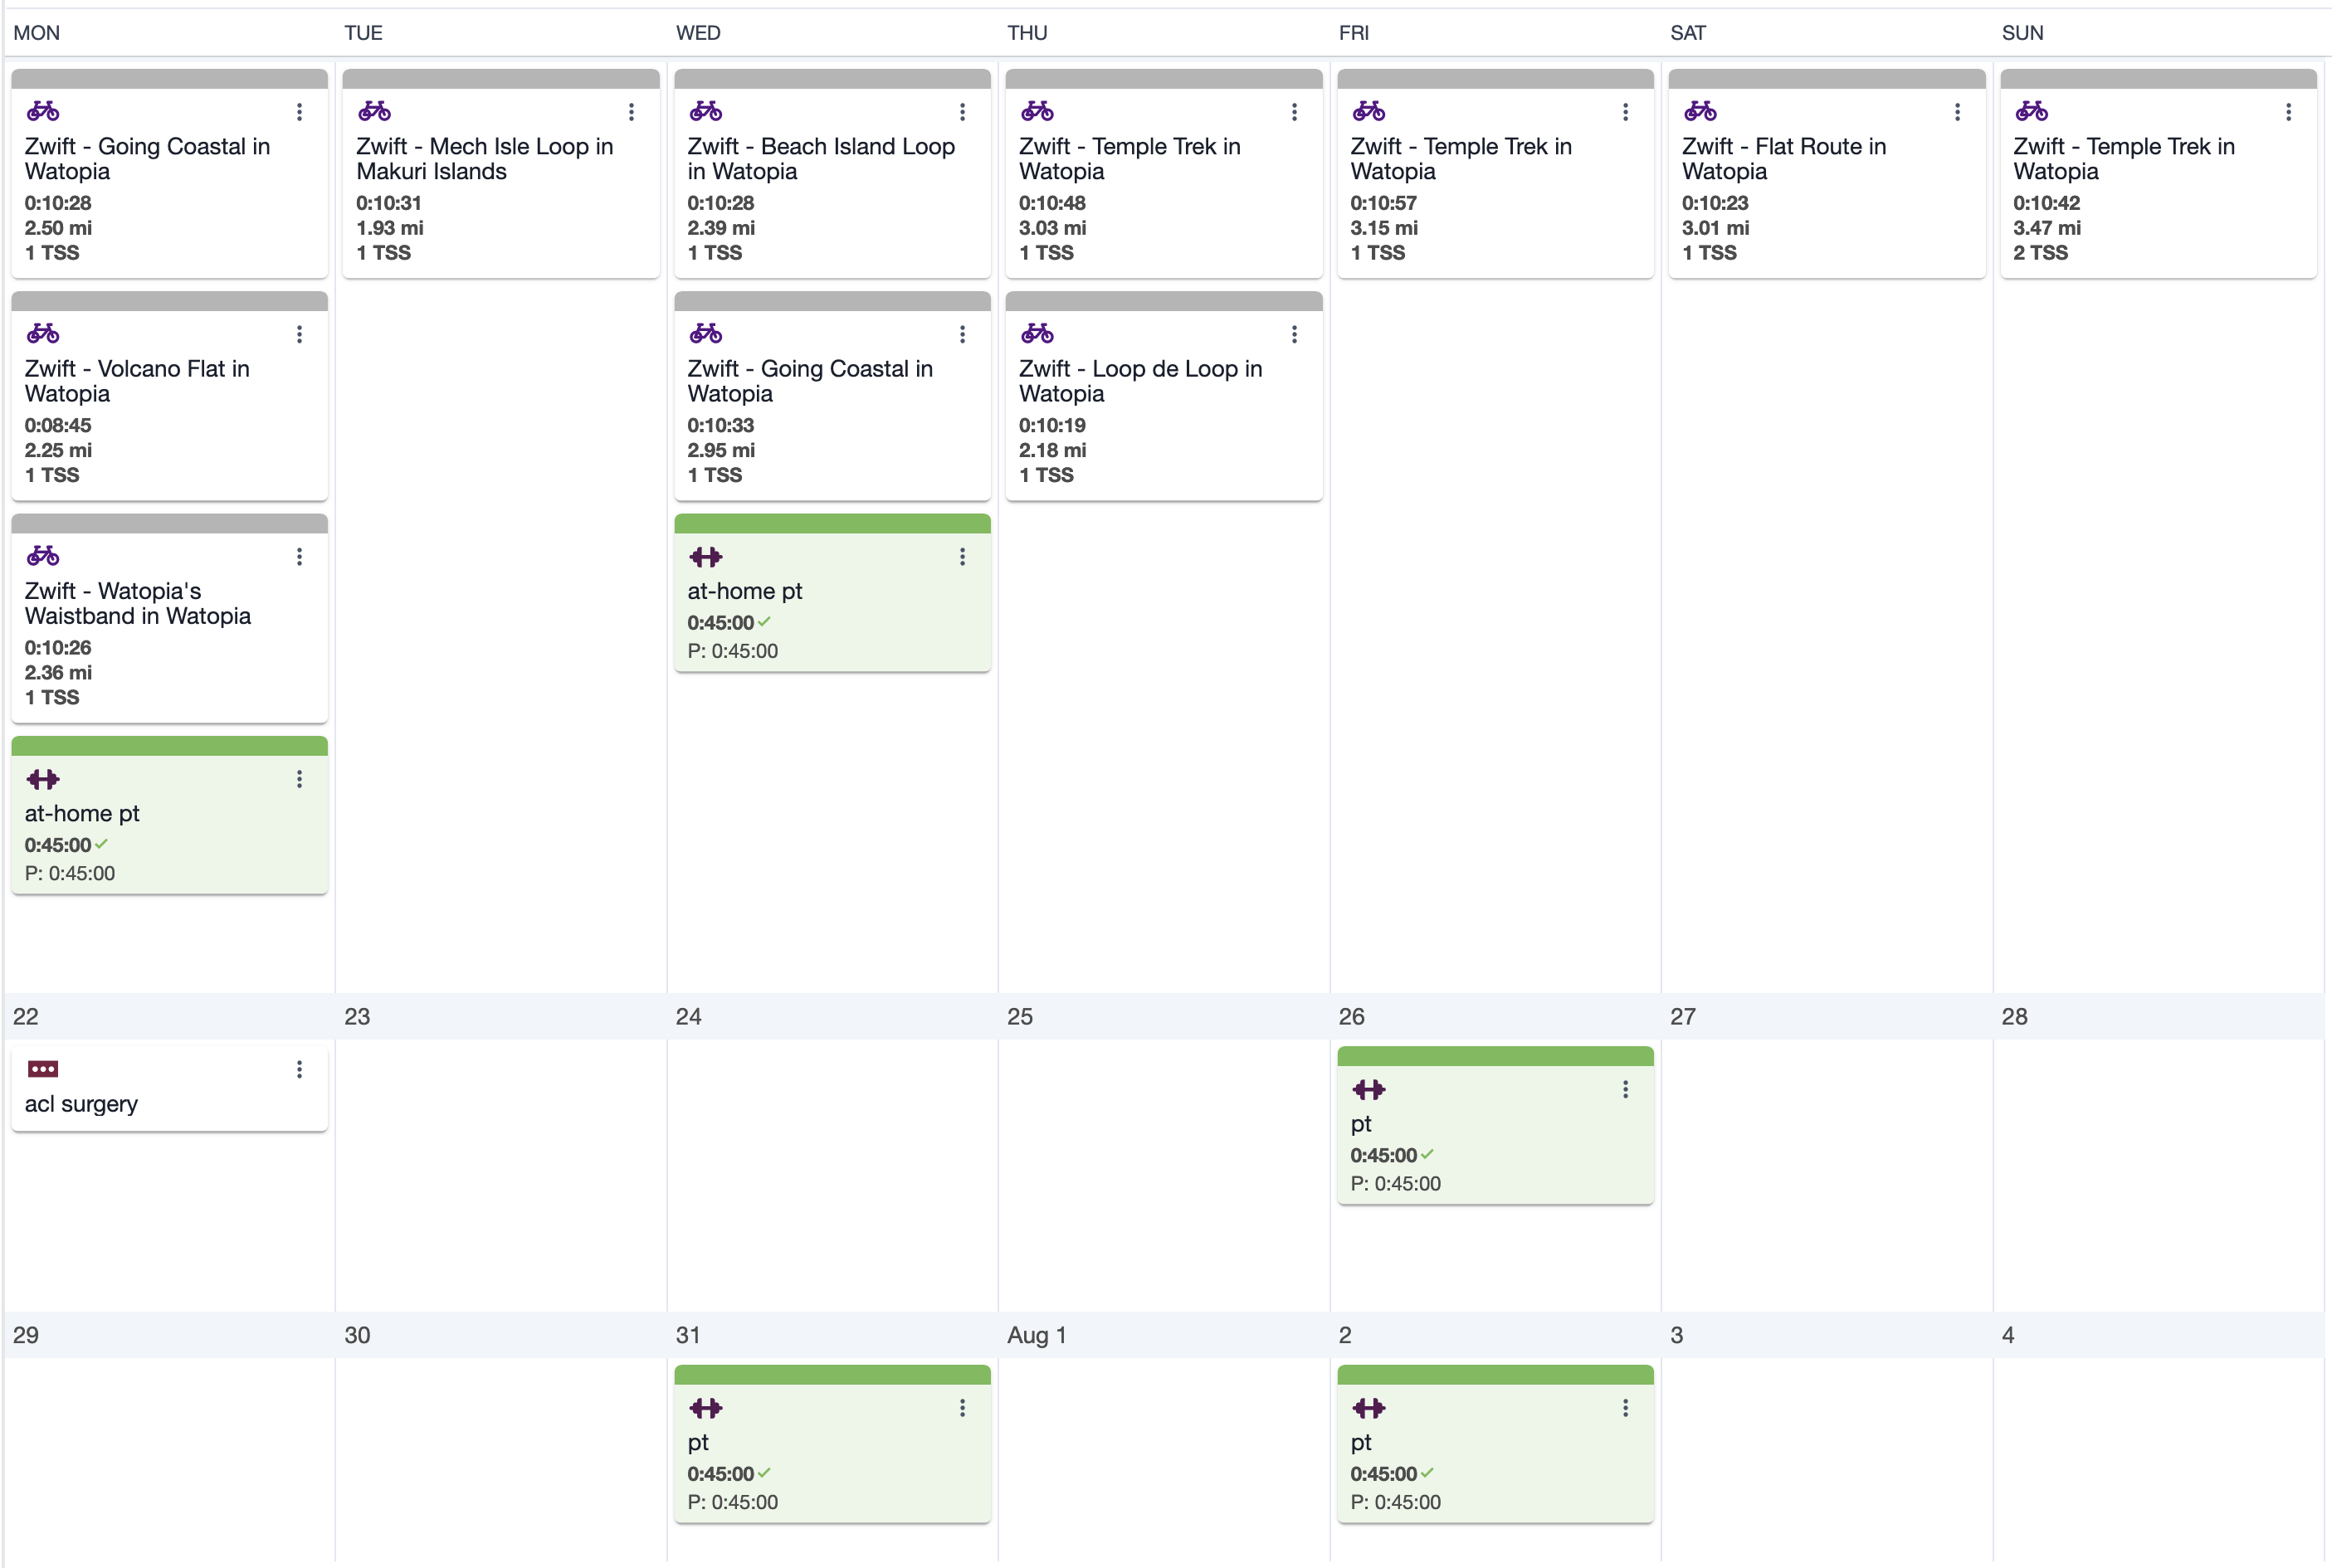 MON
TUE
WED
THU
FRI
SAT
SUN
Zwift - Going Coastal in
Watopia
0:10:28
2.50 mi
1 TSS
Zwift - Volcano Flat in
Watopia
0:08:45
2.25 mi
1 TSS
Zwift - Watopia's
Waistband in Watopia
0:10:26
2.36 mi
1 TSS
at-home pt
0:45:00
P: 0:45:00
Zwift - Mech Isle Loop in
Makuri Islands
0:10:31
1.93 mi
1 TSS
Zwift - Beach Island Loop
in Watopia
0:10:28
2.39 mi
1 TSS
Zwift - Going Coastal in
Watopia
0:10:33
2.95 mi
1 TSS
at-home pt
0:45:00
P: 0:45:00
Zwift - Temple Trek in
Watopia
0:10:48
3.03 mi
1 TSS
Zwift - Loop de Loop in
Watopia
0:10:19
2.18 mi
1 TSS
Zwift - Temple Trek in
Watopia
0:10:57
3.15 mi
1 TSS
Zwift - Flat Route in
Watopia
0:10:23
3.01 mi
1 TSS
Zwift - Temple Trek in
Watopia
0:10:42
3.47 mi
2 TSS
22
23
24
25
26
27
28
acl surgery
pt
0:45:00
P: 0:45:00
29
30
31
Aug 1
2
3
4
pt
0:45:00
P: 0:45:00
pt
0:45:00
P: 0:45:00